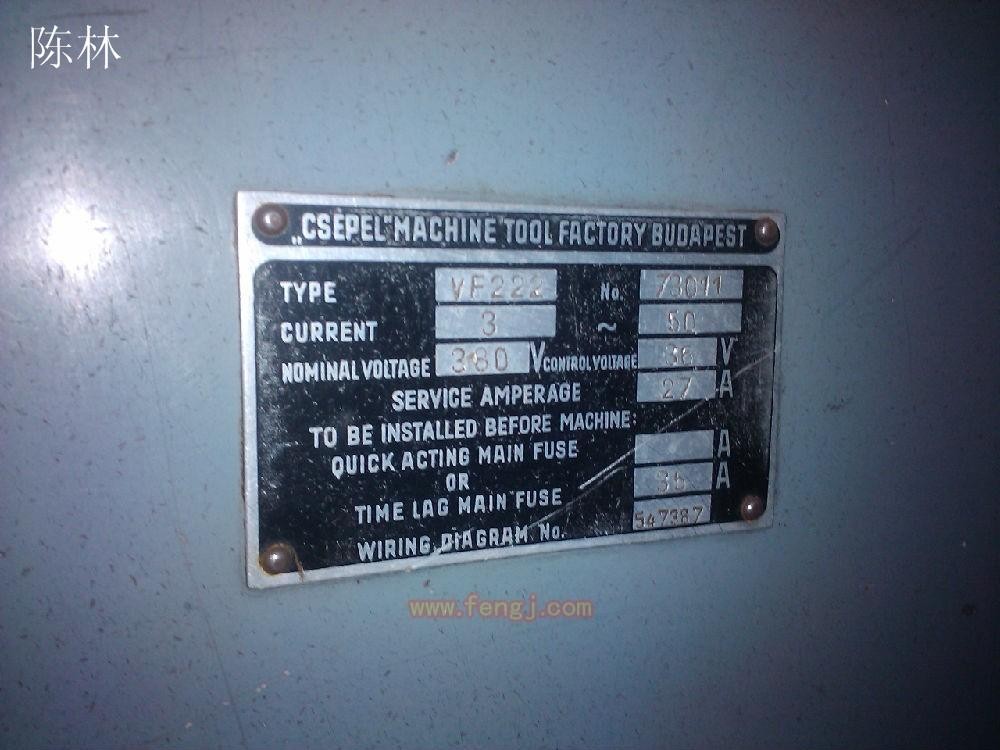 陈林
„CSEPEL" MACHINE TOOL FACTORY BUDAPEST
TYPE VF222 No. 73011
CURRENT 3 ~ 50
NOMINAL VOLTAGE 380 V CONTROL VOLTAGE 36 V
SERVICE AMPERAGE 27 A
TO BE INSTALLED BEFORE MACHINE:
QUICK ACTING MAIN FUSE A
OR
TIME LAG MAIN FUSE 35 A
WIRING DIAGRAM No. 547387
www.fengj.com